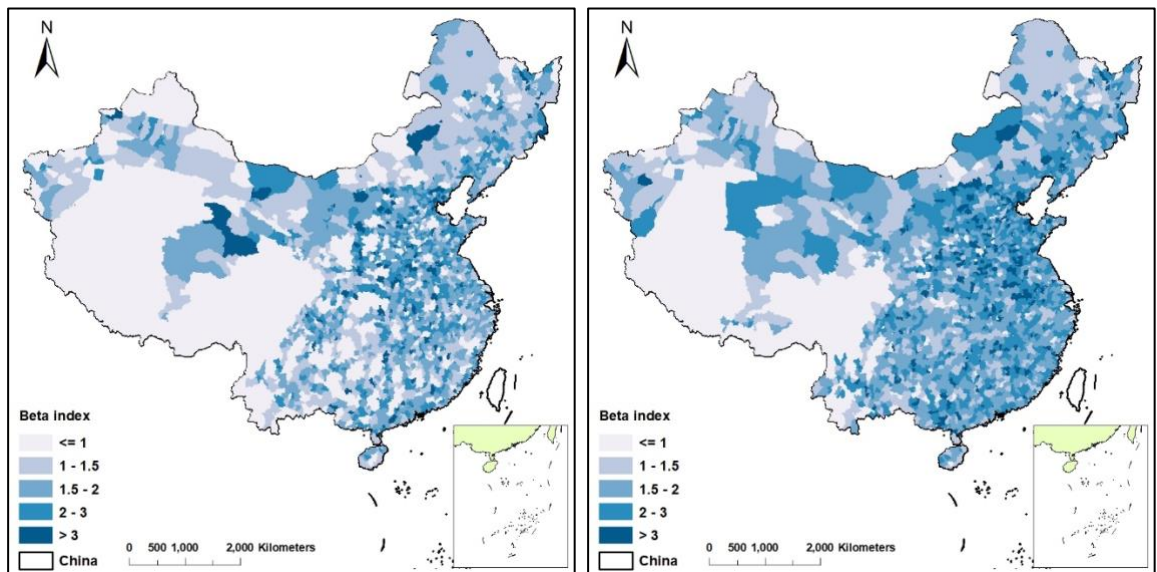 N
Beta index
<= 1
1 - 1.5
1.5 - 2
2 - 3
> 3
China
0 500 1,000 2,000 Kilometers
N
Beta index
<= 1
1 - 1.5
1.5 - 2
2 - 3
> 3
China
0 500 1,000 2,000 Kilometers